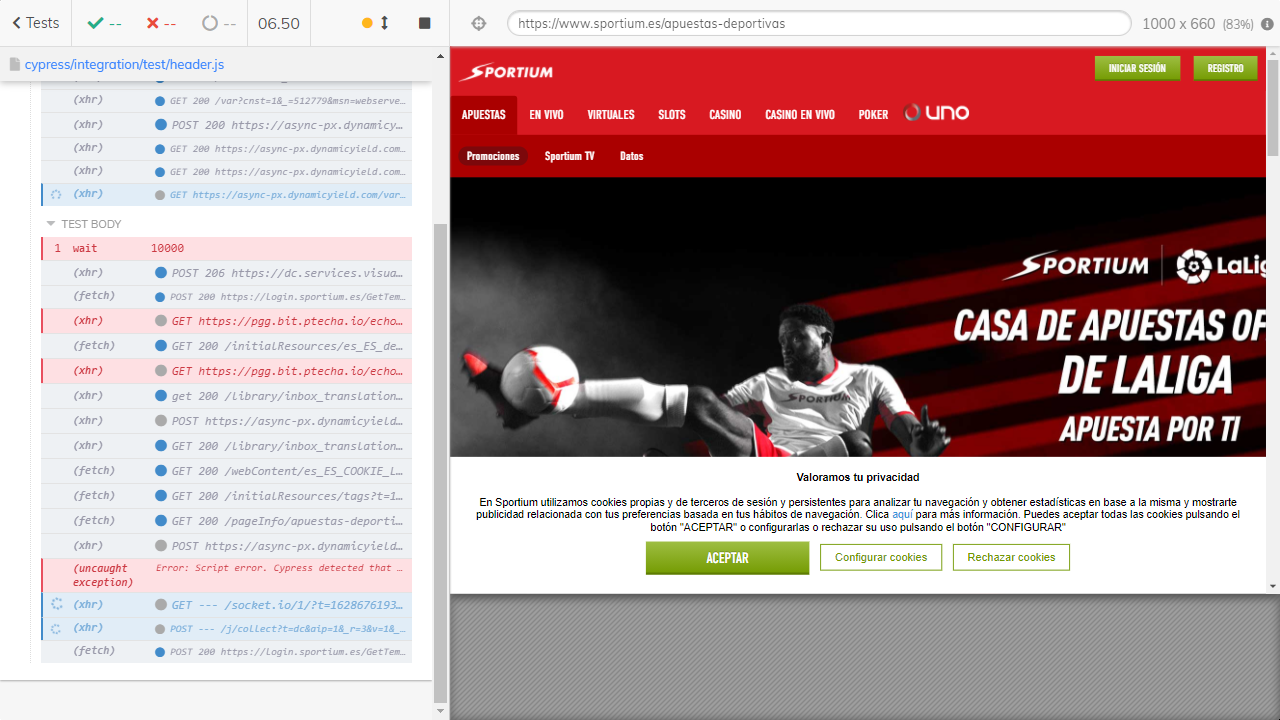 Tests
--
--
--
06.50
https://www.sportium.es/apuestas-deportivas
1000 x 660 (83%)
cypress/integration/test/header.js
(xhr) GET 200 /var?cnst=1&_=512779&msn=webserve...
(xhr) POST 200 https://async-px.dynamicy...
(xhr) GET 200 https://async-px.dynamicyield.com...
(xhr) GET 200 https://async-px.dynamicyield.com...
(xhr) GET https://async-px.dynamicyield.com/var...
TEST BODY
1 wait 10000
(xhr) POST 206 https://dc.services.visua...
(fetch) POST 200 https://login.sportium.es/GetTem...
(xhr) GET https://pgg.bit.ptecha.io/echo...
(fetch) GET 200 /initialResources/es_ES_de...
(xhr) GET https://pgg.bit.ptecha.io/echo...
(xhr) get 200 /library/inbox_translation...
(xhr) POST https://async-px.dynamicyield...
(xhr) GET 200 /library/inbox_translation...
(fetch) GET 200 /webContent/es_ES_COOKIE_L...
(fetch) GET 200 /initialResources/tags?t=1...
(fetch) GET 200 /pageInfo/apuestas-deporti...
(xhr) POST https://async-px.dynamicyield...
(uncaught exception) Error: Script error. Cypress detected that ...
(xhr) GET --- /socket.io/1/?t=1628676193...
(xhr) POST --- /j/collect?t=dc&aip=1&_r=3&v=1&_...
(fetch) POST 200 https://login.sportium.es/GetTem...
SPORTIUM
INICIAR SESIÓN
REGISTRO
APUESTAS
EN VIVO
VIRTUALES
SLOTS
CASINO
CASINO EN VIVO
POKER
UNO
Promociones
Sportium TV
Datos
SPORTIUM
LaLig
CASA DE APUESTAS OF
DE LALIGA
APUESTA POR TI
SPORTIUM
Valoramos tu privacidad
En Sportium utilizamos cookies propias y de terceros de sesión y persistentes para analizar tu navegación y obtener estadísticas en base a la misma y mostrarte
publicidad relacionada con tus preferencias basada en tus hábitos de navegación. Clica aquí para más información. Puedes aceptar todas las cookies pulsando el
botón "ACEPTAR" o configurarlas o rechazar su uso pulsando el botón "CONFIGURAR"
ACEPTAR
Configurar cookies
Rechazar cookies